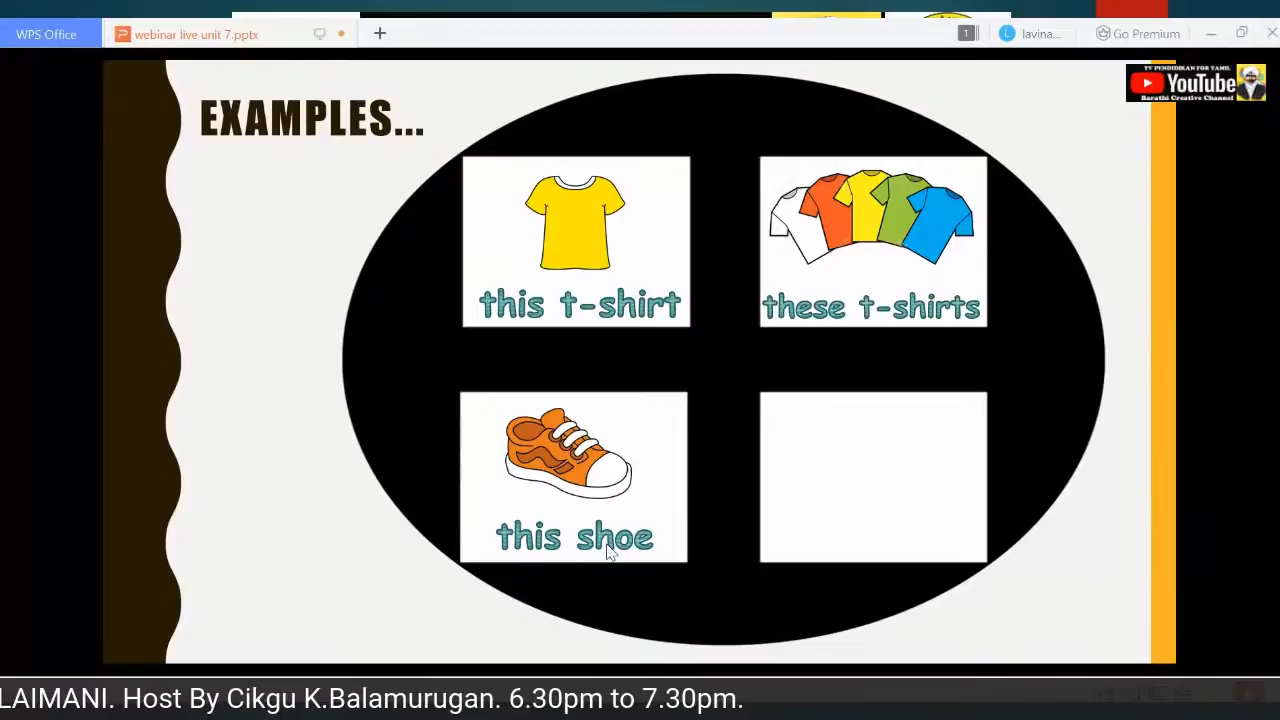 WPS Office
webinar live unit 7.pptx
1
L
lavina...
Go Premium
TV PENDIDIKAN FOR TAMIL
YouTube
Barathi Creative Channel
EXAMPLES...
this t-shirt
these t-shirts
this shoe
LAIMANI. Host By Cikgu K.Balamurugan. 6.30pm to 7.30pm.